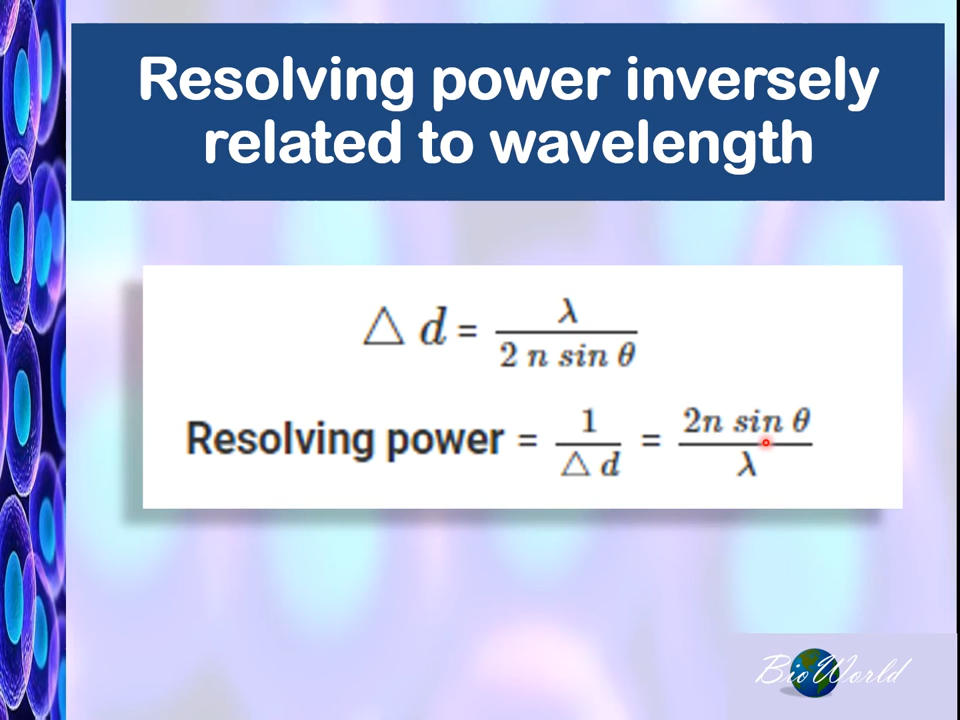 Resolving power inversely
related to wavelength
△ d = λ / 2 n sin θ
Resolving power = 1 / △ d = 2n sin θ / λ
BioWorld